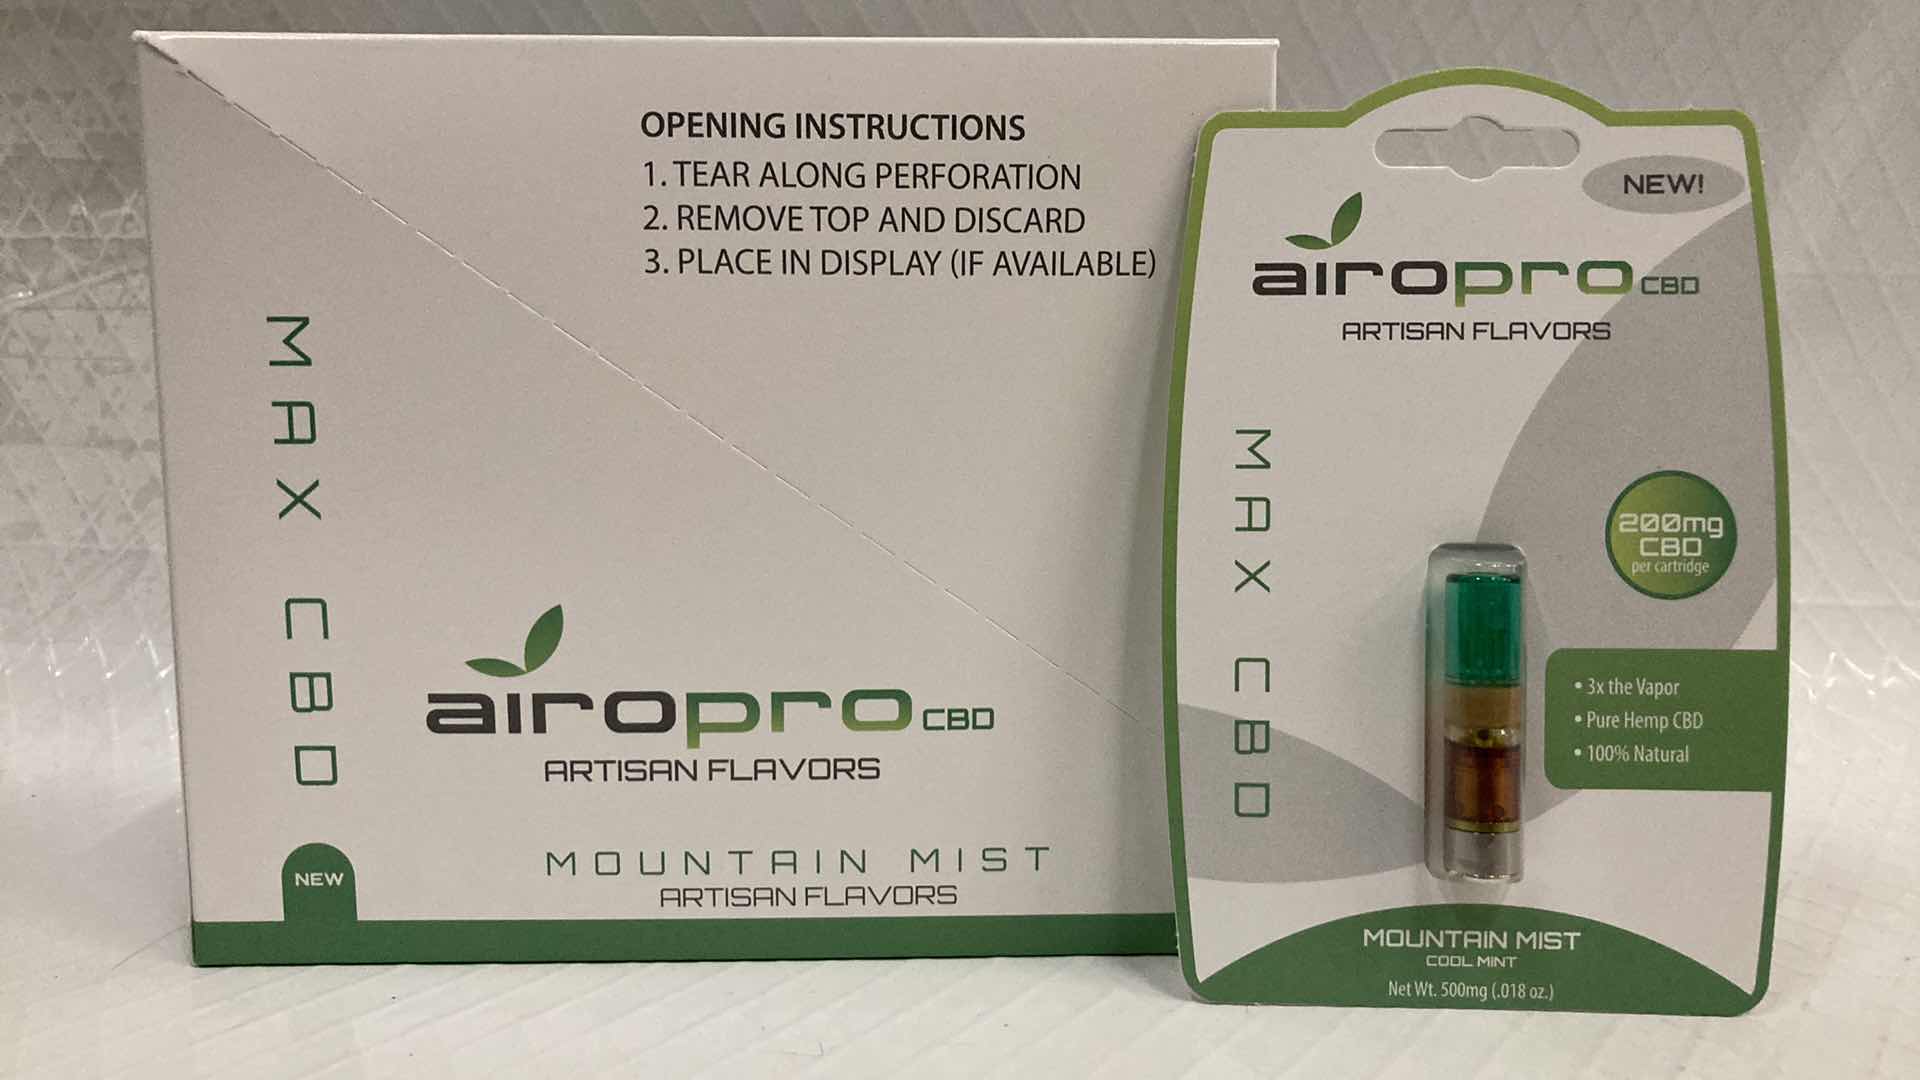 OPENING INSTRUCTIONS
1. TEAR ALONG PERFORATION
2. REMOVE TOP AND DISCARD
3. PLACE IN DISPLAY (IF AVAILABLE)
MAX CBD
airopro CBD
ARTISAN FLAVORS
MOUNTAIN MIST
ARTISAN FLAVORS
NEW
NEW!
airopro CBD
ARTISAN FLAVORS
MAX CBD
200mg
CBD
per cartridge
• 3x the Vapor
• Pure Hemp CBD
• 100% Natural
MOUNTAIN MIST
COOL MINT
Net Wt. 500mg (.018 oz.)